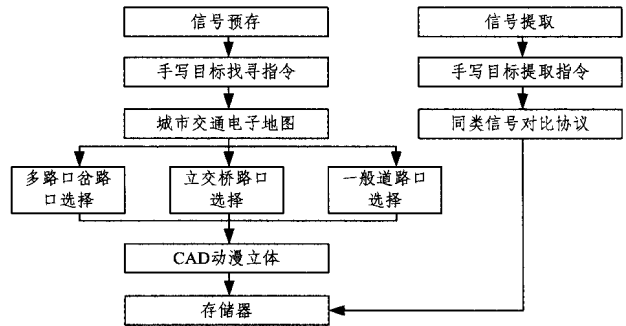 信号预存
信号提取
手写目标找寻指令
手写目标提取指令
城市交通电子地图
同类信号对比协议
多路口岔路
口选择
立交桥路口
选择
一般道路口
选择
CAD动漫立体
存储器